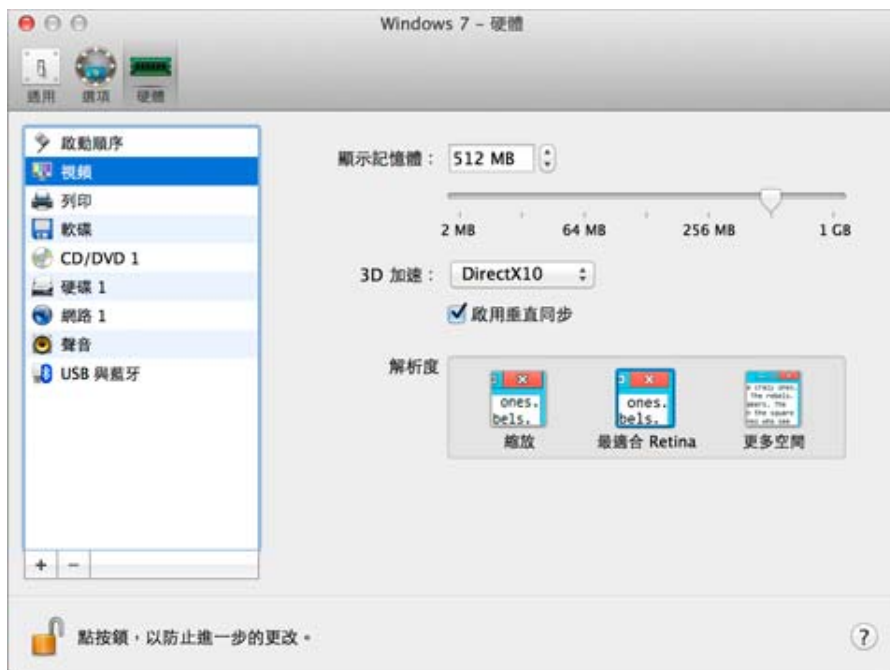 Windows 7 – 硬體
適用 選項 硬體
啟動順序
視頻
列印
軟碟
CD/DVD 1
硬碟 1
網路 1
聲音
USB 與藍牙
顯示記憶體：512 MB
2 MB 64 MB 256 MB 1 GB
3D 加速：DirectX10
啟用垂直同步
解析度
ones.
bels.
ones.
bels.
縮放 最適合 Retina 更多空間
+ –
點按鎖，以防止進一步的更改。
?